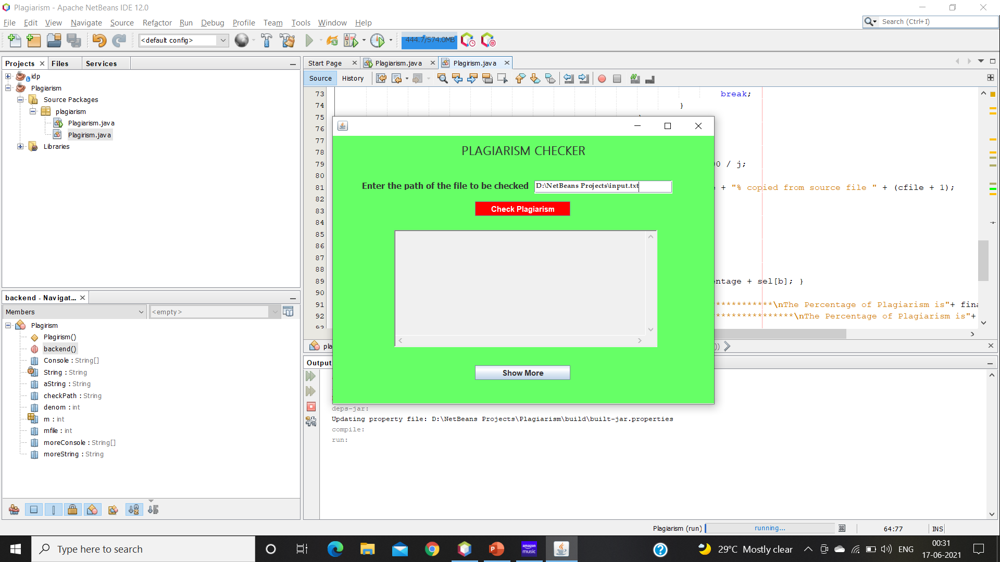 Plagiarism - Apache NetBeans IDE 12.0
File Edit View Navigate Source Refactor Run Debug Profile Team Tools Window Help
Search (Ctrl+I)
<default config>
444.7/574.0MB
Projects Files Services
idp
Plagiarism
Source Packages
plagiarism
Plagiarism.java
Plagirism.java
Libraries
Start Page Plagiarism.java Plagirism.java
Source History
73 break;
74 }
75
76
77
78
79 / j;
80
81 + "% copied from source file " + (cfile + 1);
82
83
84
85
86
87
88
89 + sel[b]; }
90
91 ***********\nThe Percentage of Plagiarism is"+
92 ***************\nThe Percentage of Plagiarism is"+
PLAGIARISM CHECKER
Enter the path of the file to be checked D:\NetBeans Projects\input.txt
Check Plagiarism
Show More
backend - Navigat...
Members
<empty>
Plagirism
Plagirism()
backend()
Console : String[]
String : String
aString : String
checkPath : String
denom : int
m : int
mfile : int
moreConsole : String[]
moreString : String
Output
deps-jar:
Updating property file: D:\NetBeans Projects\Plagiarism\build\built-jar.properties
compile:
run:
Plagiarism (run) running... 64:77 INS
Type here to search
amazon music
29°C Mostly clear
ENG
00:31
17-06-2021